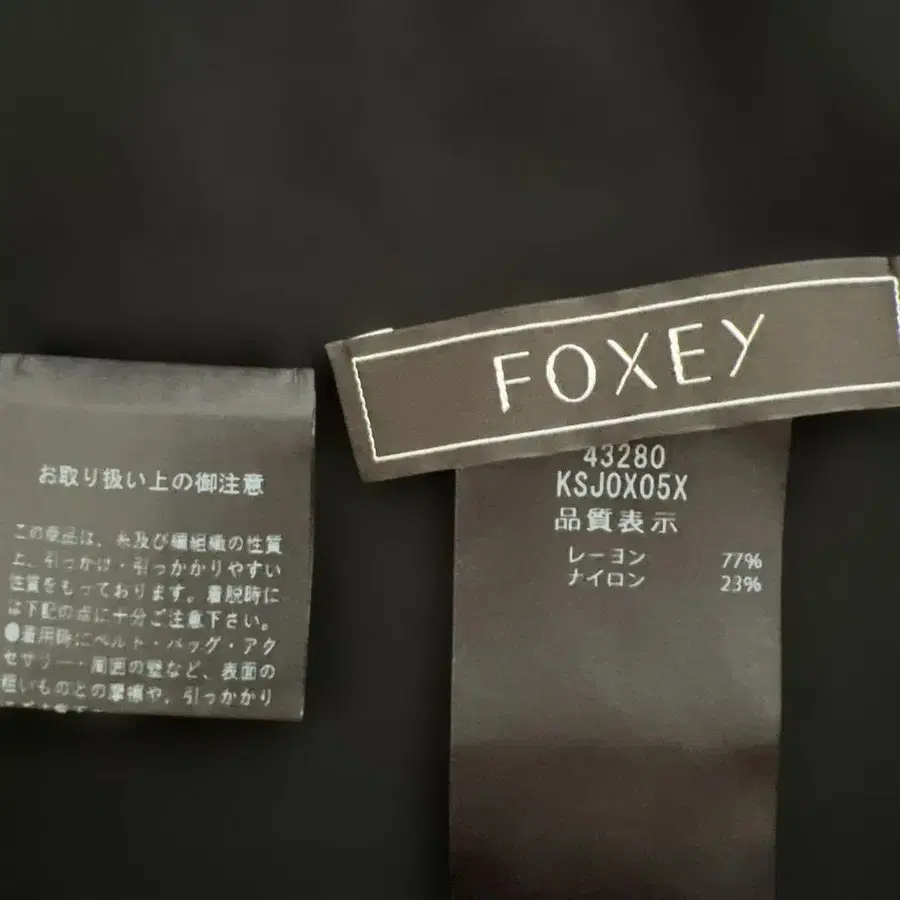 お取り扱い上の御注意
この商品は、糸及び編組織の性質
上、引っかけ・引っかかりやすい
性質をもっております。着脱時に
は下記の点に十分ご注意下さい。
●着用時にベルト・バッグ・アク
セサリー・周囲の壁など、表面の
粗いものとの摩擦や、引っかかり
FOXEY
43280
KSJ0X05X
品質表示
レーヨン 77%
ナイロン 23%